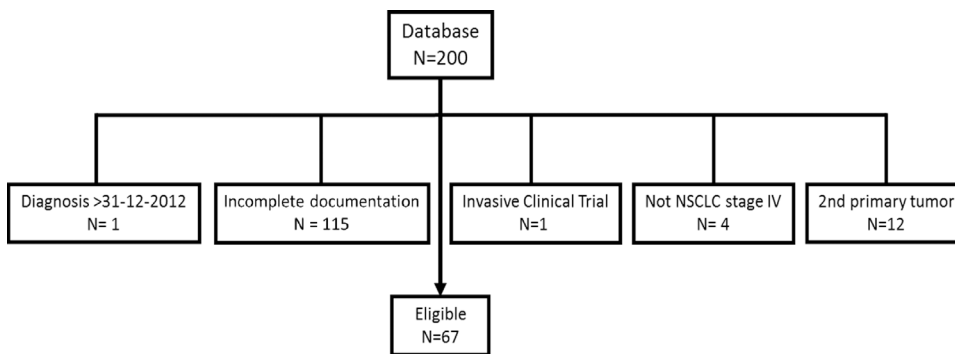 Database
N=200
Diagnosis >31-12-2012
N= 1
Incomplete documentation
N = 115
Invasive Clinical Trial
N=1
Not NSCLC stage IV
N= 4
2nd primary tumor
N=12
Eligible
N=67